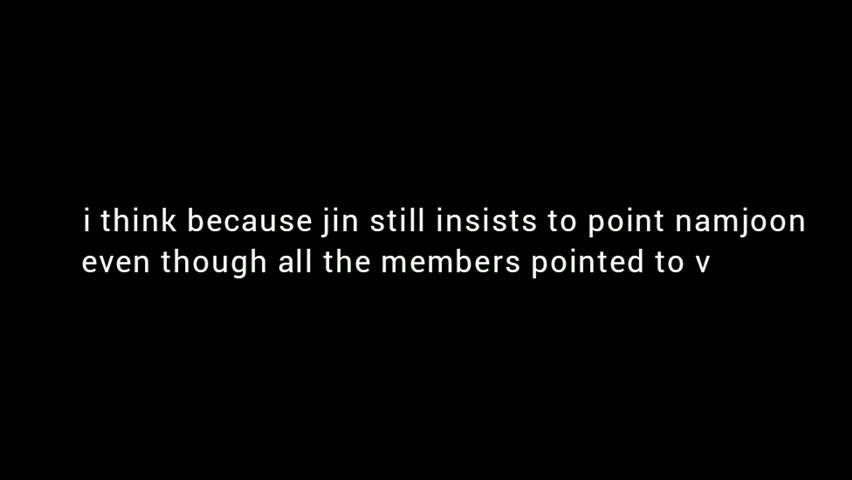 i think because jin still insists to point namjoon
even though all the members pointed to v